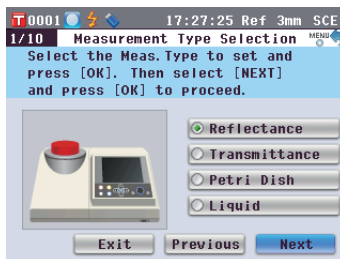 T 0001 17:27:25 Ref 3mm SCE
1/10 Measurement Type Selection MENU
Select the Meas.Type to set and
press [OK]. Then select [NEXT]
and press [OK] to proceed.
Reflectance
Transmittance
Petri Dish
Liquid
Exit Previous Next